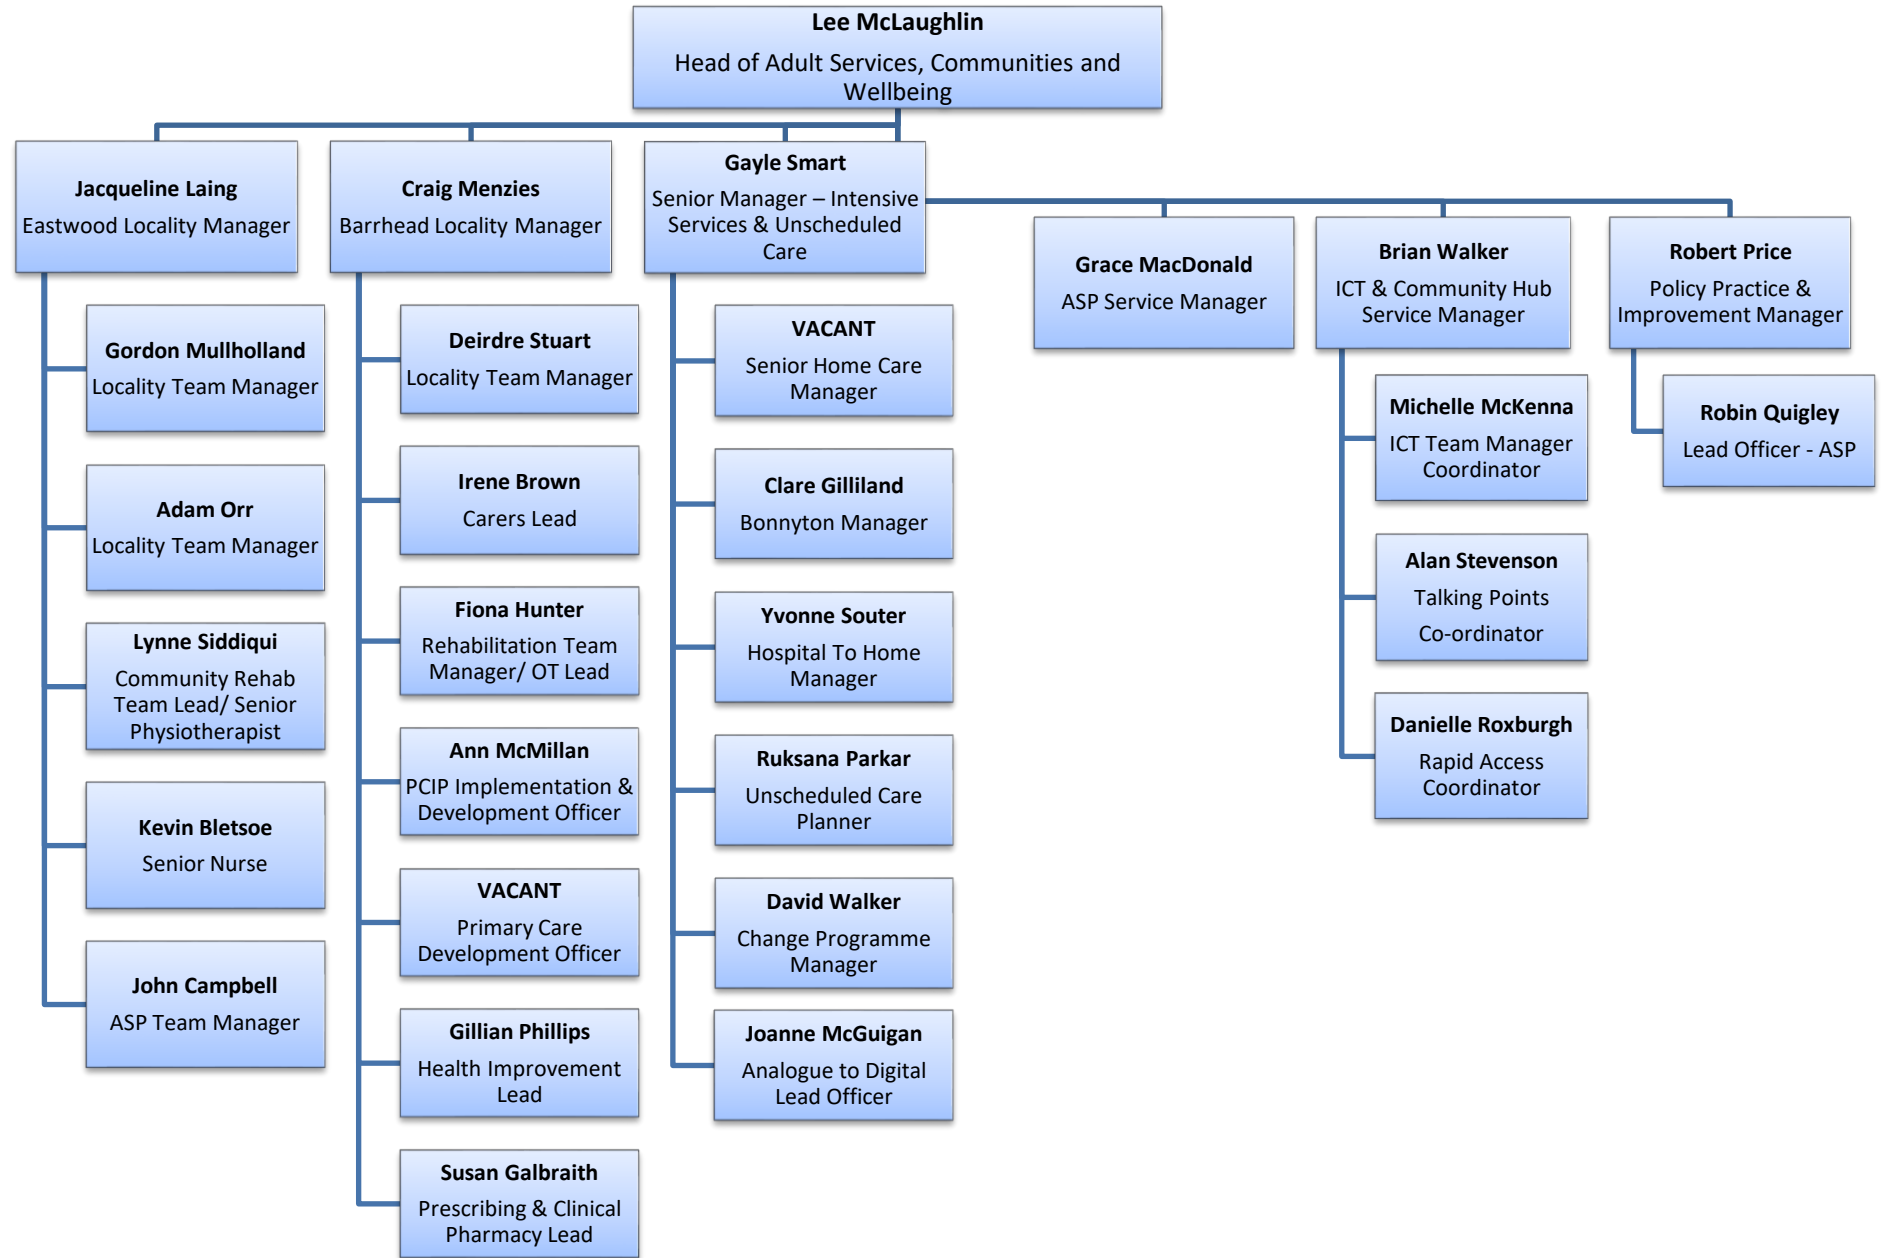 Lee McLaughlin
Head of Adult Services, Communities and
Wellbeing
Jacqueline Laing
Eastwood Locality Manager
Gordon Mullholland
Locality Team Manager
Adam Orr
Locality Team Manager
Lynne Siddiqui
Community Rehab
Team Lead/ Senior
Physiotherapist
Kevin Bletsoe
Senior Nurse
John Campbell
ASP Team Manager
Craig Menzies
Barrhead Locality Manager
Deirdre Stuart
Locality Team Manager
Irene Brown
Carers Lead
Fiona Hunter
Rehabilitation Team
Manager/ OT Lead
Ann McMillan
PCIP Implementation &
Development Officer
VACANT
Primary Care
Development Officer
Gillian Phillips
Health Improvement
Lead
Susan Galbraith
Prescribing & Clinical
Pharmacy Lead
Gayle Smart
Senior Manager – Intensive
Services & Unscheduled
Care
VACANT
Senior Home Care
Manager
Clare Gilliland
Bonnyton Manager
Yvonne Souter
Hospital To Home
Manager
Ruksana Parkar
Unscheduled Care
Planner
David Walker
Change Programme
Manager
Joanne McGuigan
Analogue to Digital
Lead Officer
Grace MacDonald
ASP Service Manager
Brian Walker
ICT & Community Hub
Service Manager
Michelle McKenna
ICT Team Manager
Coordinator
Alan Stevenson
Talking Points
Co-ordinator
Danielle Roxburgh
Rapid Access
Coordinator
Robert Price
Policy Practice &
Improvement Manager
Robin Quigley
Lead Officer - ASP